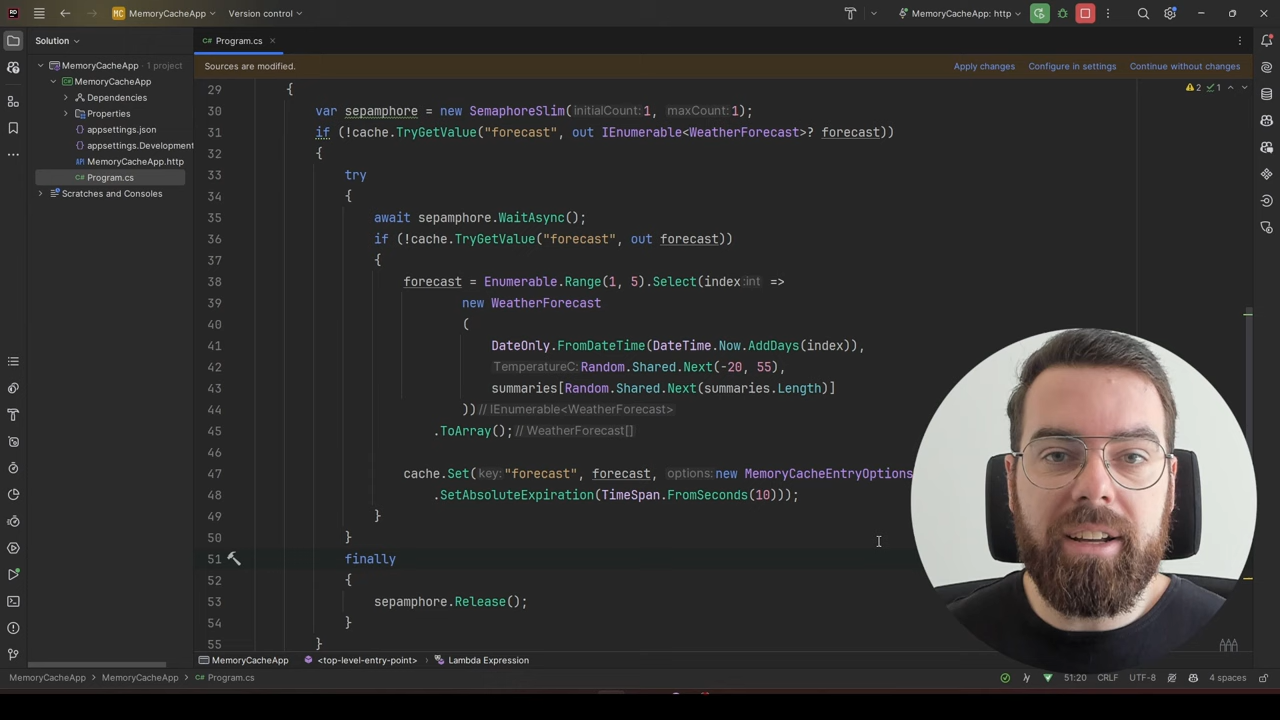 MC MemoryCacheApp Version control MemoryCacheApp: http
Solution C# Program.cs
MemoryCacheApp 1 project
Sources are modified. Apply changes Configure in settings Continue without changes
MemoryCacheApp
Dependencies
Properties
appsettings.json
appsettings.Development
API MemoryCacheApp.http
C# Program.cs
Scratches and Consoles
2 1
29 {
30 var sepamphore = new SemaphoreSlim(initialCount:1, maxCount:1);
31 if (!cache.TryGetValue("forecast", out IEnumerable<WeatherForecast>? forecast))
32 {
33 try
34 {
35 await sepamphore.WaitAsync();
36 if (!cache.TryGetValue("forecast", out forecast))
37 {
38 forecast = Enumerable.Range(1, 5).Select(index:int =>
39 new WeatherForecast
40 (
41 DateOnly.FromDateTime(DateTime.Now.AddDays(index)),
42 TemperatureC:Random.Shared.Next(-20, 55),
43 summaries[Random.Shared.Next(summaries.Length)]
44 ))//IEnumerable<WeatherForecast>
45 .ToArray();//WeatherForecast[]
46
47 cache.Set(key:"forecast", forecast, options:new MemoryCacheEntryOptions
48 .SetAbsoluteExpiration(TimeSpan.FromSeconds(10)));
49 }
50 }
51 finally
52 {
53 sepamphore.Release();
54 }
55 }
MemoryCacheApp <top-level-entry-point> Lambda Expression
MemoryCacheApp MemoryCacheApp C# Program.cs 51:20 CRLF UTF-8 4 spaces